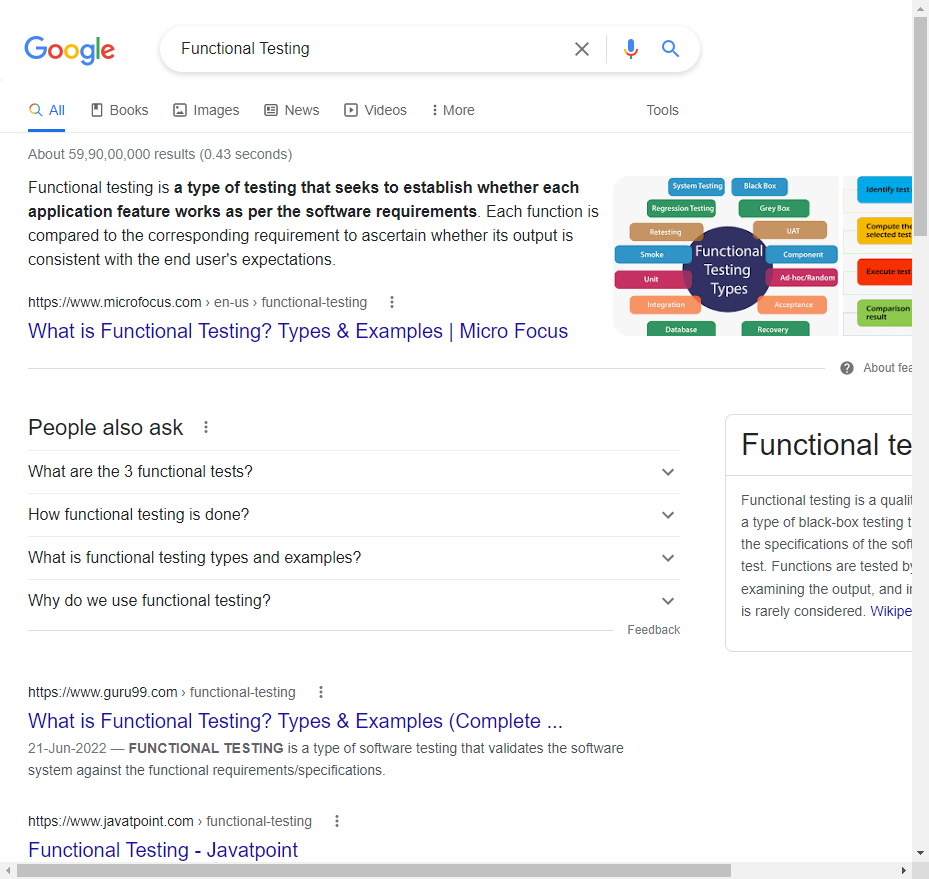 Google
Functional Testing
All
Books
Images
News
Videos
More
Tools
About 59,90,00,000 results (0.43 seconds)
Functional testing is a type of testing that seeks to establish whether each
application feature works as per the software requirements. Each function is
compared to the corresponding requirement to ascertain whether its output is
consistent with the end user's expectations.
https://www.microfocus.com › en-us › functional-testing
What is Functional Testing? Types & Examples | Micro Focus
System Testing
Black Box
Regression Testing
Grey Box
Retesting
UAT
Smoke
Component
Unit
Ad-hoc/Random
Integration
Acceptance
Database
Recovery
Functional
Testing
Types
Identify test
Compute the
selected test
Execute test
Comparison
result
About fea
People also ask
What are the 3 functional tests?
How functional testing is done?
What is functional testing types and examples?
Why do we use functional testing?
Feedback
Functional te
Functional testing is a qualit
a type of black-box testing t
the specifications of the soft
test. Functions are tested by
examining the output, and in
is rarely considered. Wikipe
https://www.guru99.com › functional-testing
What is Functional Testing? Types & Examples (Complete ...
21-Jun-2022 — FUNCTIONAL TESTING is a type of software testing that validates the software
system against the functional requirements/specifications.
https://www.javatpoint.com › functional-testing
Functional Testing - Javatpoint